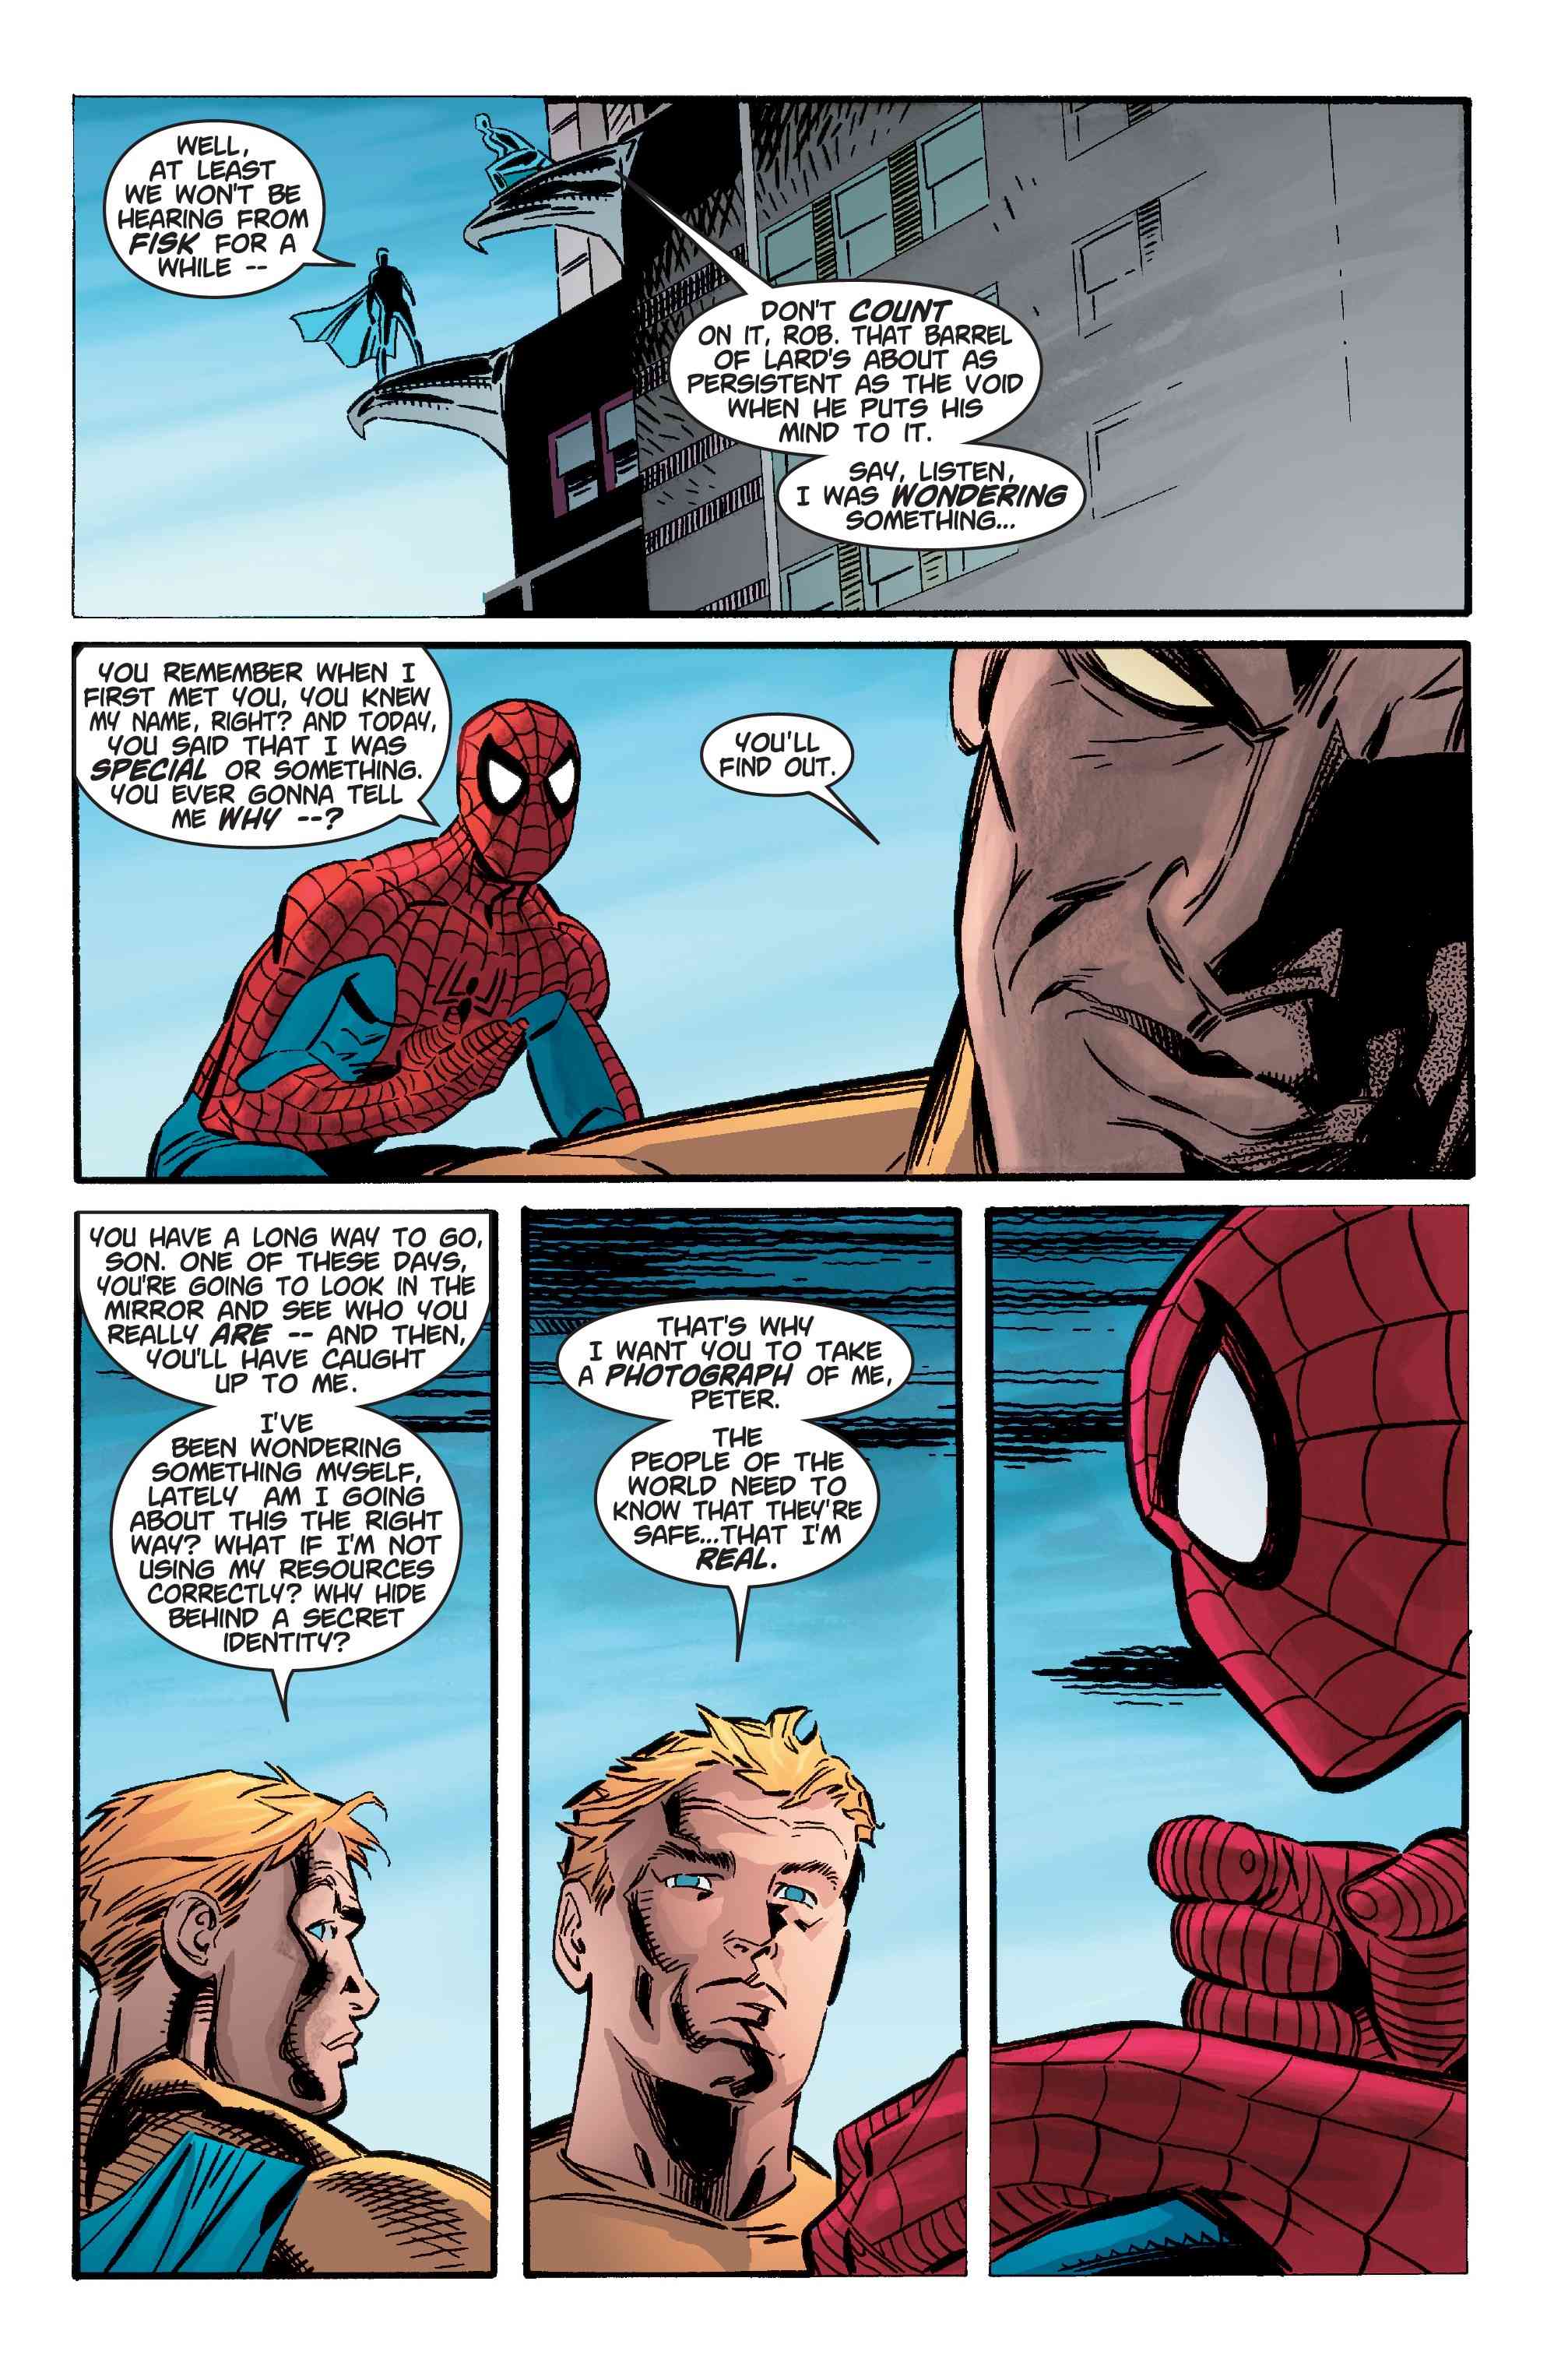 WELL,
AT LEAST
WE WON'T BE
HEARING FROM
FISK FOR A
WHILE --
DON'T COUNT
ON IT, ROB. THAT BARREL
OF LARD'S ABOUT AS
PERSISTENT AS THE VOID
WHEN HE PUTS HIS
MIND TO IT.
SAY, LISTEN,
I WAS WONDERING
SOMETHING...
YOU REMEMBER WHEN I
FIRST MET YOU, YOU KNEW
MY NAME, RIGHT? AND TODAY,
YOU SAID THAT I WAS
SPECIAL OR SOMETHING.
YOU EVER GONNA TELL
ME WHY --?
YOU'LL
FIND OUT.
YOU HAVE A LONG WAY TO GO,
SON. ONE OF THESE DAYS,
YOU'RE GOING TO LOOK IN THE
MIRROR AND SEE WHO YOU
REALLY ARE -- AND THEN,
YOU'LL HAVE CAUGHT
UP TO ME.
I'VE
BEEN WONDERING
SOMETHING MYSELF,
LATELY AM I GOING
ABOUT THIS THE RIGHT
WAY? WHAT IF I'M NOT
USING MY RESOURCES
CORRECTLY? WHY HIDE
BEHIND A SECRET
IDENTITY?
THAT'S WHY
I WANT YOU TO TAKE
A PHOTOGRAPH OF ME,
PETER.
THE
PEOPLE OF THE
WORLD NEED TO
KNOW THAT THEY'RE
SAFE...THAT I'M
REAL.